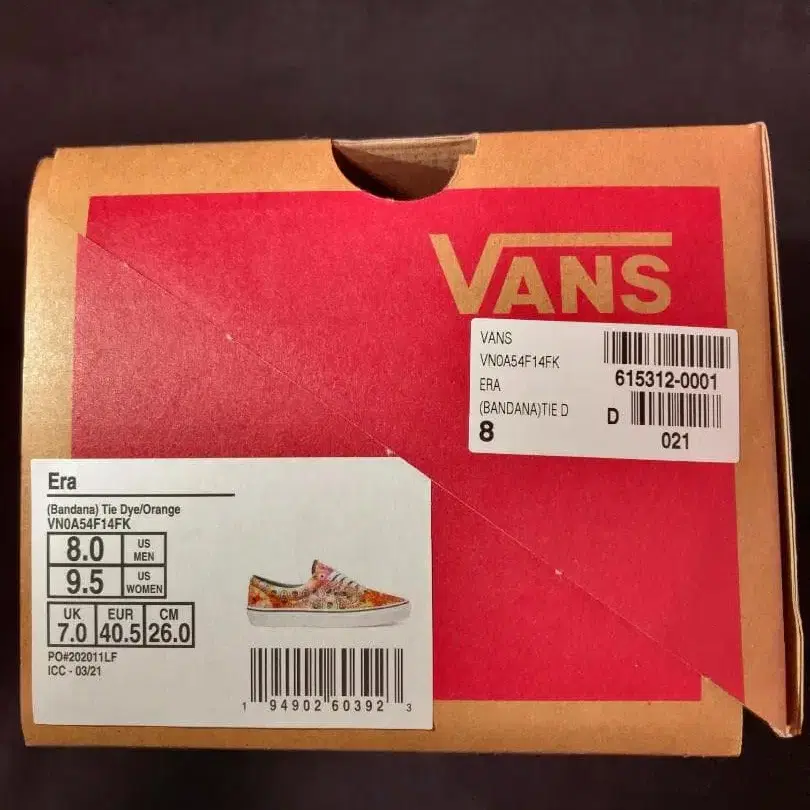 VANS
VANS
VN0A54F14FK
ERA
(BANDANA)TIE D
8
615312-0001
D
021
Era
(Bandana) Tie Dye/Orange
VN0A54F14FK
8.0 US MEN
9.5 US WOMEN
UK EUR CM
7.0 40.5 26.0
PO#202011LF
ICC - 03/21
1 94902 60392 3